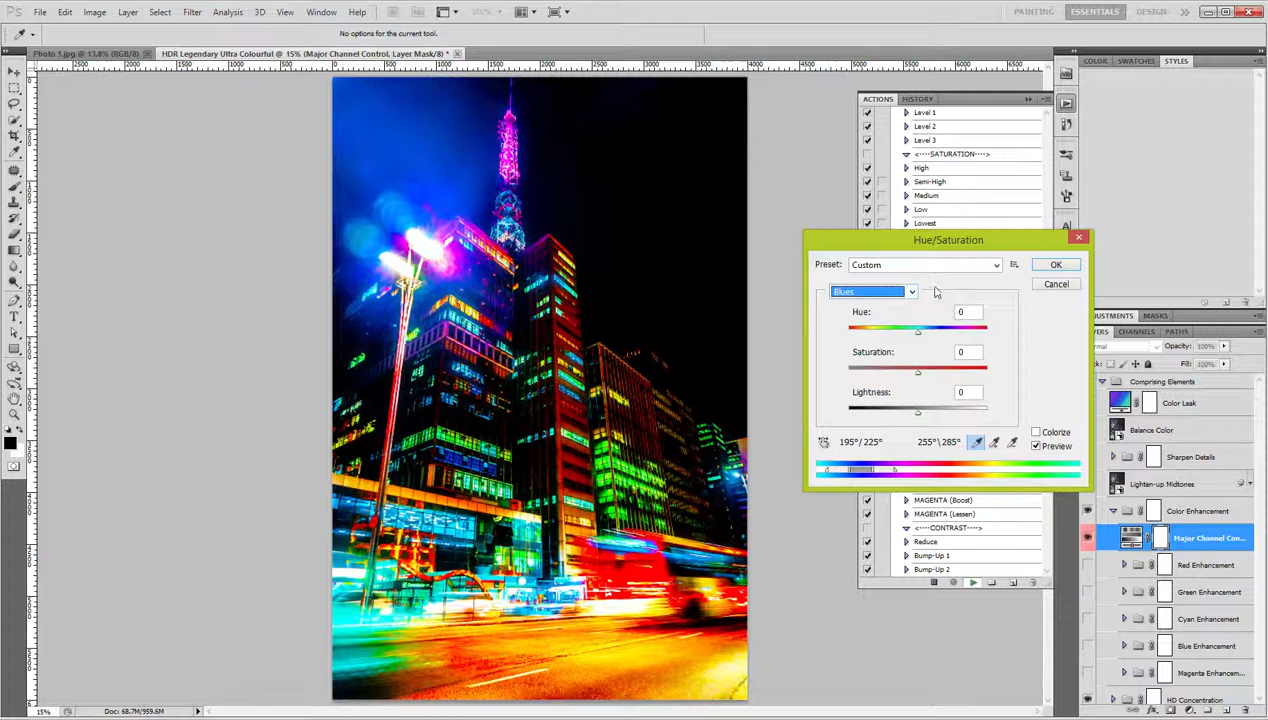 Ps File Edit Image Layer Select Filter Analysis 3D View Window Help
100%
PAINTING ESSENTIALS DESIGN
No options for the current tool.
Photo 1.jpg @ 13.8% (RGB/8)
HDR Legendary Ultra Colourful @ 15% (Major Channel Control, Layer Mask/8) *
COLOR SWATCHES STYLES
ACTIONS HISTORY
Level 1
Level 2
Level 3
<----SATURATION---->
High
Semi-High
Medium
Low
Lowest
Hue/Saturation
Preset: Custom
OK
Cancel
Blues
Hue: 0
Saturation: 0
Lightness: 0
195°/ 225° 255°\285°
Colorize
Preview
MAGENTA (Boost)
MAGENTA (Lessen)
<----CONTRAST---->
Reduce
Bump-Up 1
Bump-Up 2
ADJUSTMENTS MASKS
LAYERS CHANNELS PATHS
Normal Opacity: 100%
Lock: Fill: 100%
Comprising Elements
Color Leak
Balance Color
Sharpen Details
Lighten-up Midtones
Color Enhancement
Major Channel Con...
Red Enhancement
Green Enhancement
Cyan Enhancement
Blue Enhancement
Magenta Enhancem...
HD Concentration
15% Doc: 68.7M/959.6M